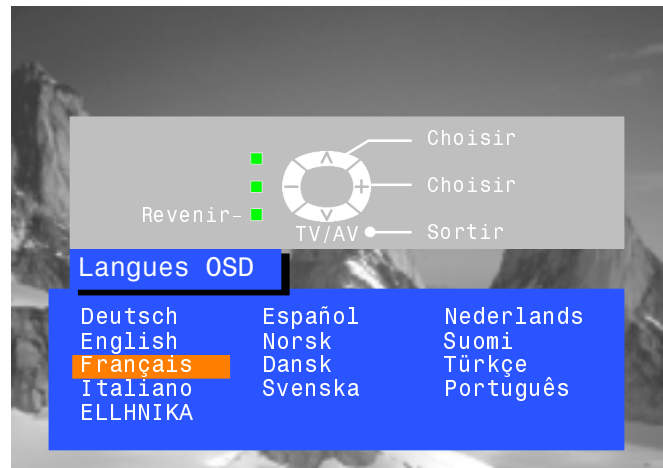 Choisir
Choisir
Revenir-
TV/AV Sortir
Langues OSD
Deutsch Español Nederlands
English Norsk Suomi
Français Dansk Türkçe
Italiano Svenska Português
ELLHNIKA